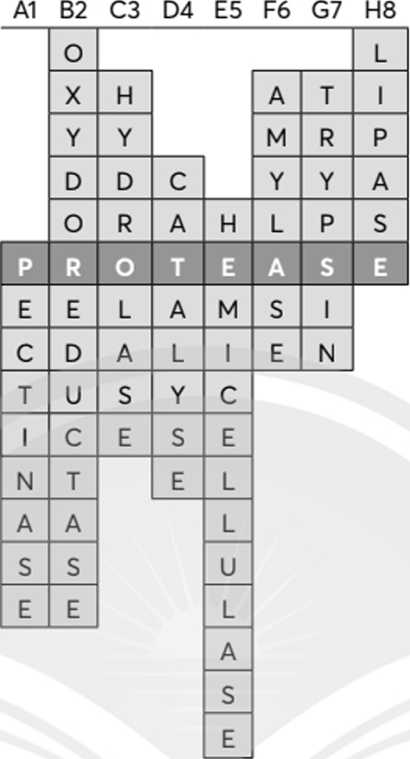 A1 B2 C3 D4 E5 F6 G7 H8
O L
X H A T I
Y Y M R P
D D C Y Y A
O R A H L P S
P R O T E A S E
E E L A M S I
C D A L I E N
T U S Y C
I C E S E
N T E L
A A L
S S U
E E L
A
S
E